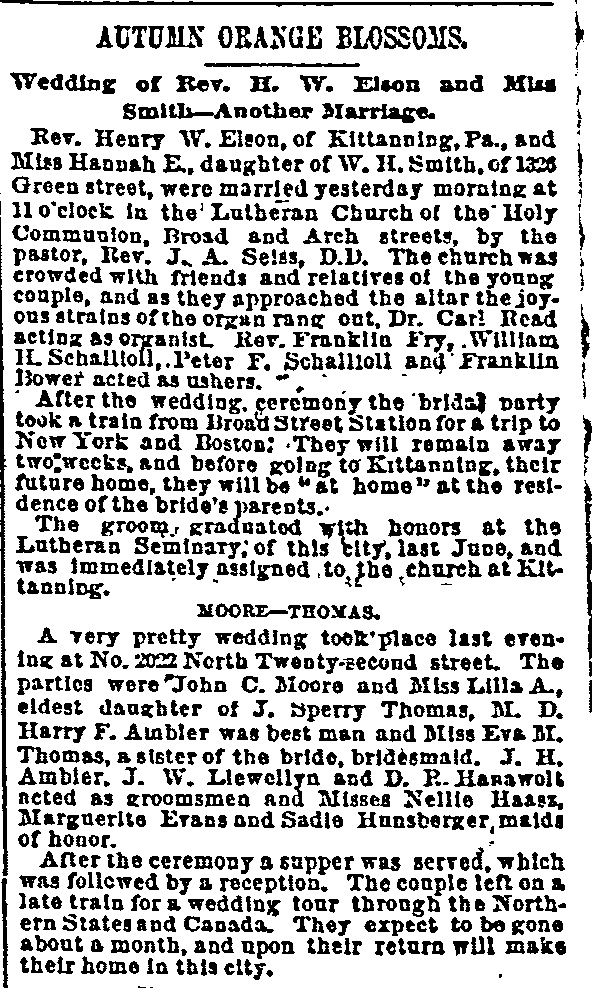 AUTUMN ORANGE BLOSSOMS.
Wedding of Rev. H. W. Elson and Miss
Smith—Another Marriage.
Rev. Henry W. Elson, of Kittanning, Pa., and
Miss Hannah E., daughter of W. H. Smith, of 1326
Green street, were married yesterday morning at
11 o'clock in the Lutheran Church of the Holy
Communion, Broad and Arch streets, by the
pastor, Rev. J. A. Seiss, D.D. The church was
crowded with friends and relatives of the young
couple, and as they approached the altar the joy-
ous strains of the organ rang out, Dr. Carl Read
acting as organist. Rev. Franklin Fry, William
H. Schallioll, Peter F. Schallioll and Franklin
Bower acted as ushers.
After the wedding ceremony the bridal party
took a train from Broad Street Station for a trip to
New York and Boston. They will remain away
two weeks, and before going to Kittanning, their
future home, they will be "at home" at the resi-
dence of the bride's parents.
The groom graduated with honors at the
Lutheran Seminary, of this city, last June, and
was immediately assigned to the church at Kit-
tanning.
MOORE—THOMAS.
A very pretty wedding took place last even-
ing at No. 2022 North Twenty-second street. The
parties were John C. Moore and Miss Lilla A.,
eldest daughter of J. Sperry Thomas, M. D.
Harry F. Ambler was best man and Miss Eva M.
Thomas, a sister of the bride, bridesmaid. J. H.
Ambler, J. W. Llewellyn and D. R. Hanawolt
acted as groomsmen and Misses Nellie Haasz,
Marguerite Evans and Sadie Hunsberger, maids
of honor.
After the ceremony a supper was served, which
was followed by a reception. The couple left on a
late train for a wedding tour through the North-
ern States and Canada. They expect to be gone
about a month, and upon their return will make
their home in this city.